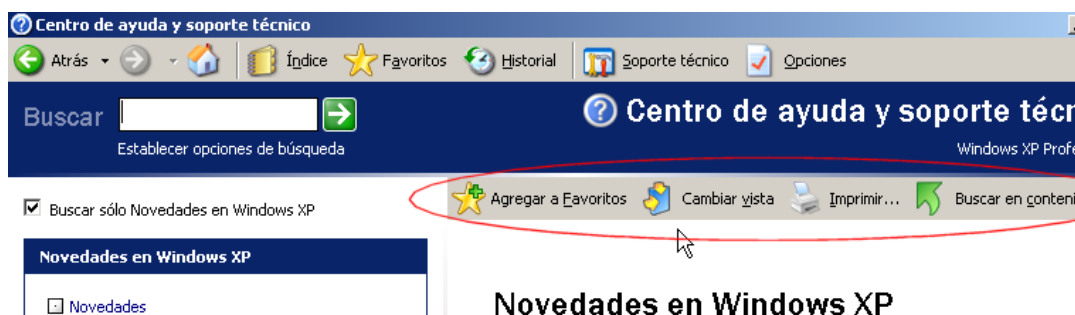 Centro de ayuda y soporte técnico
Atrás Índice Favoritos Historial Soporte técnico Opciones
Buscar Centro de ayuda y soporte técn
Establecer opciones de búsqueda Windows XP Profe
Agregar a Favoritos Cambiar vista Imprimir... Buscar en conteni
Buscar sólo Novedades en Windows XP
Novedades en Windows XP
Novedades
Novedades en Windows XP